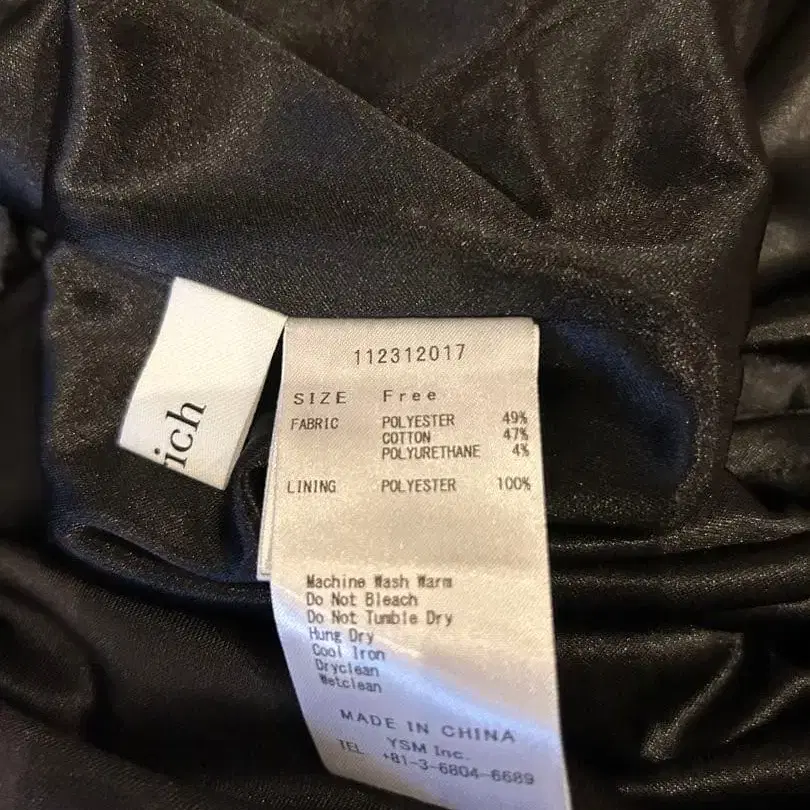 ich
112312017
SIZE Free
FABRIC POLYESTER 49%
COTTON 47%
POLYURETHANE 4%
LINING POLYESTER 100%
Machine Wash Warm
Do Not Bleach
Do Not Tumble Dry
Hung Dry
Cool Iron
Dryclean
Wetclean
MADE IN CHINA
YSM Inc.
TEL +81-3-6804-6689